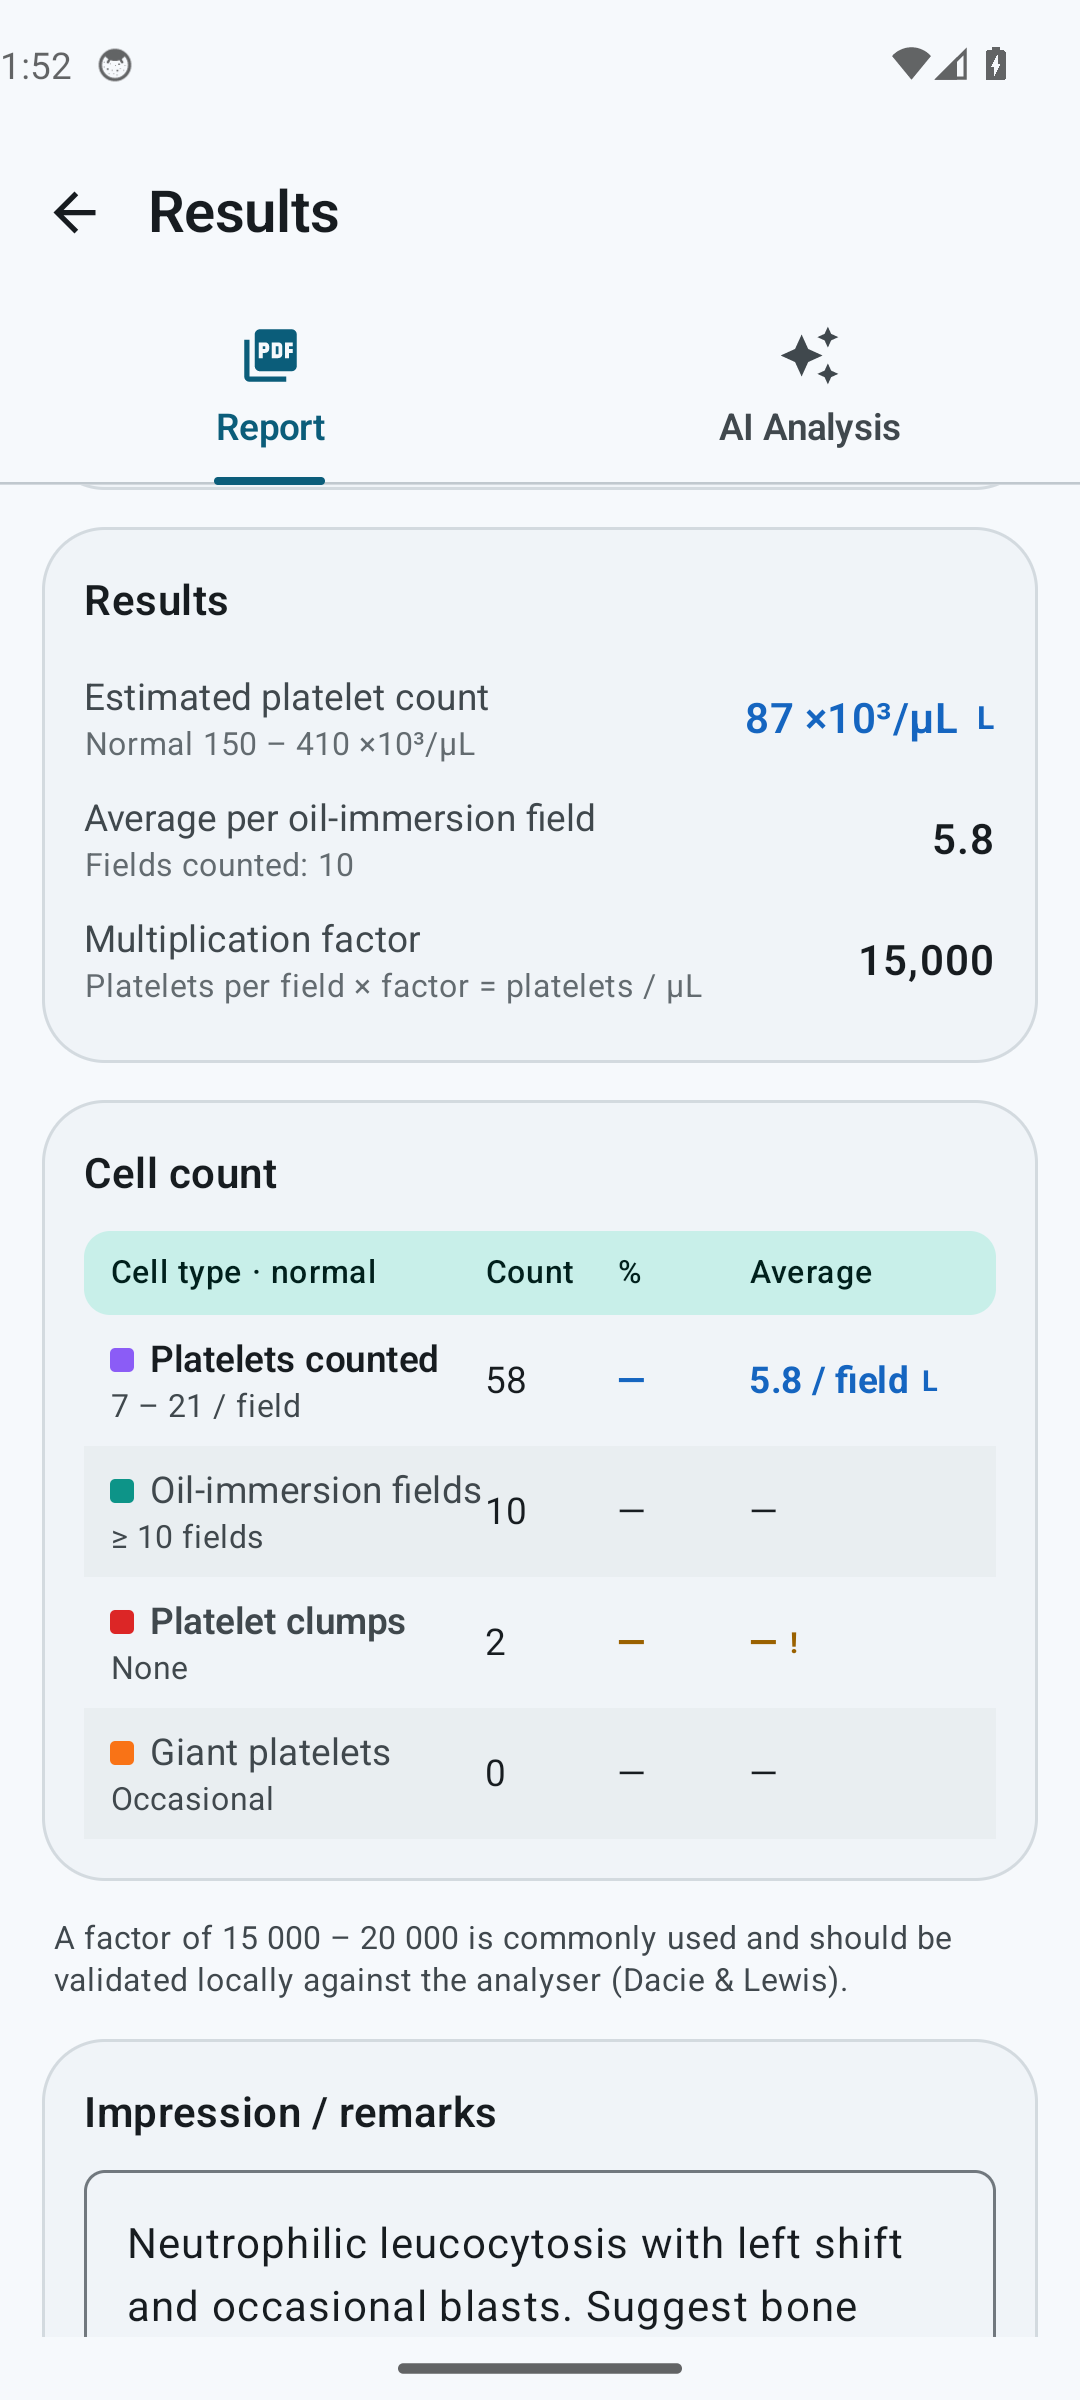 1:52
Results
PDF
Report
AI Analysis
Results
Estimated platelet count
Normal 150 – 410 ×10³/µL
87 ×10³/µL L
Average per oil-immersion field
Fields counted: 10
5.8
Multiplication factor
Platelets per field × factor = platelets / µL
15,000
Cell count
Cell type · normal Count % Average
Platelets counted
7 – 21 / field
58 — 5.8 / field L
Oil-immersion fields
≥ 10 fields
10 — —
Platelet clumps
None
2 — — !
Giant platelets
Occasional
0 — —
A factor of 15 000 – 20 000 is commonly used and should be
validated locally against the analyser (Dacie & Lewis).
Impression / remarks
Neutrophilic leucocytosis with left shift
and occasional blasts. Suggest bone